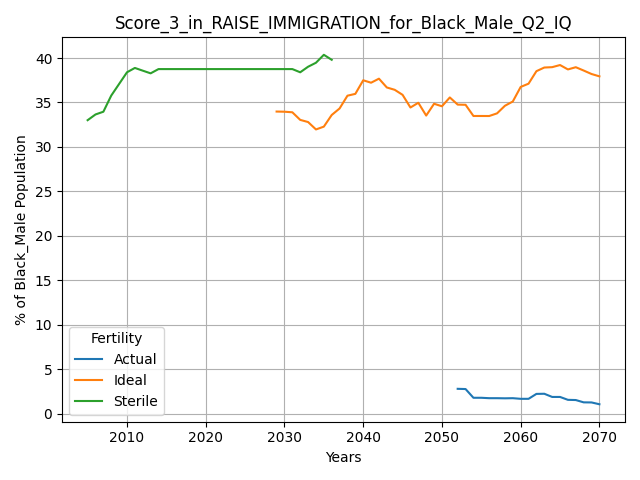 Score_3_in_RAISE_IMMIGRATION_for_Black_Male_Q2_IQ
% of Black_Male Population
40
35
30
25
20
15
10
5
0
Fertility
Actual
Ideal
Sterile
2010 2020 2030 2040 2050 2060 2070
Years